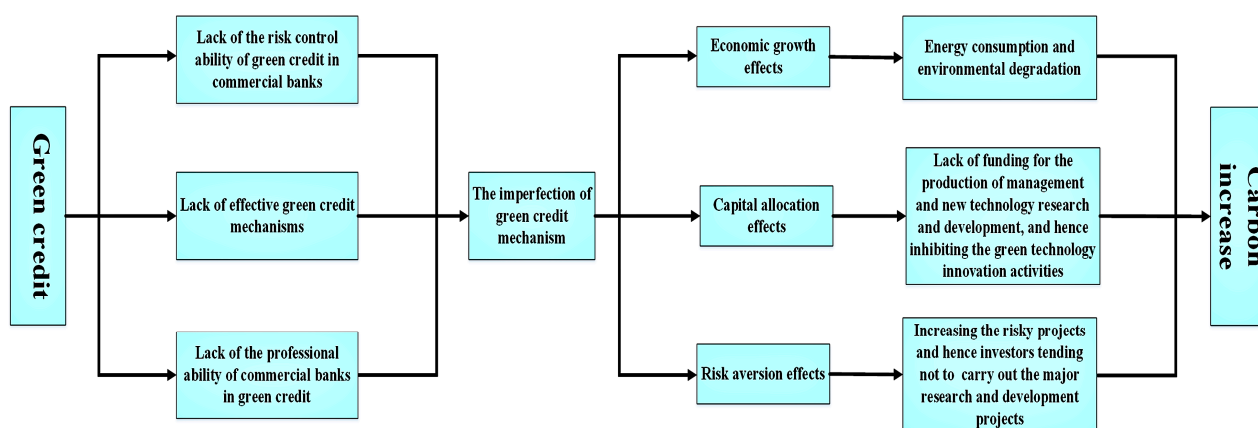 Green credit
Lack of the risk control
ability of green credit in
commercial banks
Lack of effective green credit
mechanisms
Lack of the professional
ability of commercial banks
in green credit
The imperfection of
green credit
mechanism
Economic growth
effects
Capital allocation
effects
Risk aversion effects
Energy consumption and
environmental degradation
Lack of funding for the
production of management
and new technology research
and development, and hence
inhibiting the green technology
innovation activities
Increasing the risky projects
and hence investors tending
not to carry out the major
research and development
projects
Carbon
increase